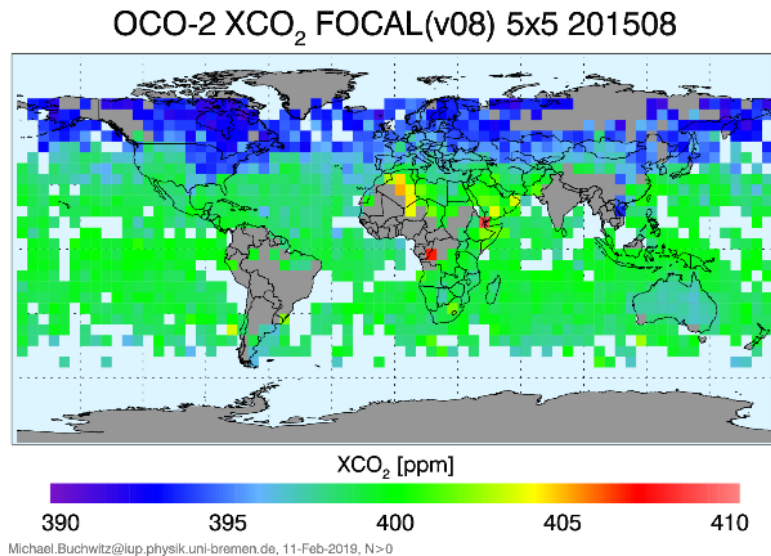 OCO-2 XCO₂ FOCAL(v08) 5x5 201508
XCO₂ [ppm]
390 395 400 405 410
Michael.Buchwitz@iup.physik.uni-bremen.de, 11-Feb-2019, N>0